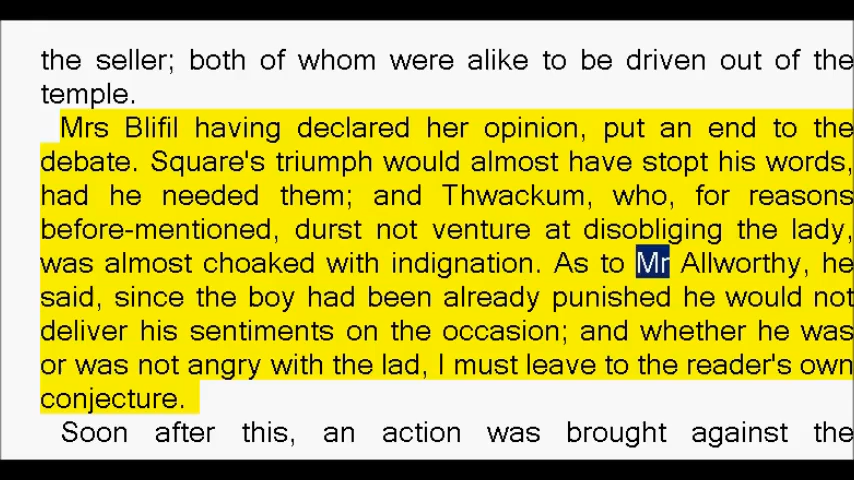 the seller; both of whom were alike to be driven out of the
temple.
Mrs Blifil having declared her opinion, put an end to the
debate. Square's triumph would almost have stopt his words,
had he needed them; and Thwackum, who, for reasons
before-mentioned, durst not venture at disobliging the lady,
was almost choaked with indignation. As to Mr Allworthy, he
said, since the boy had been already punished he would not
deliver his sentiments on the occasion; and whether he was
or was not angry with the lad, I must leave to the reader's own
conjecture.
Soon after this, an action was brought against the